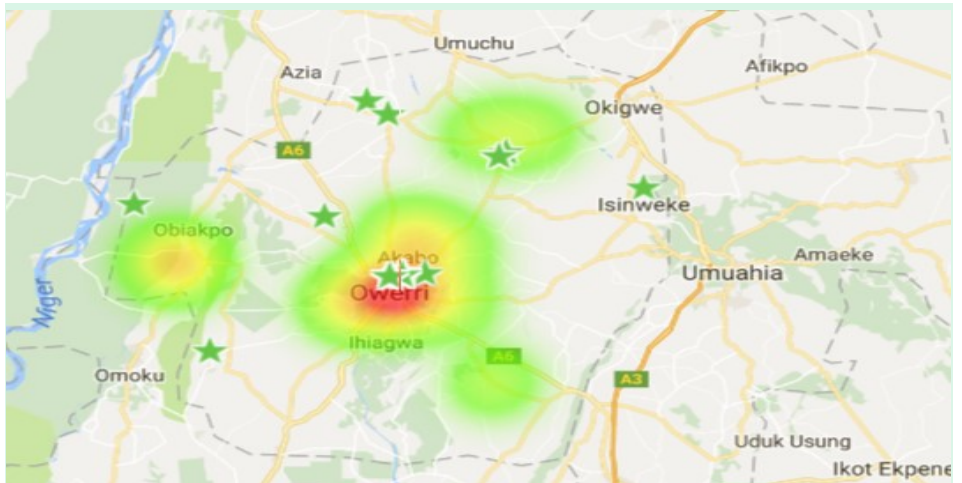 Umuchu
Azia
Afikpo
Okigwe
A6
Isinweke
Obiakpo
Akabo
Amaeke
Umuahia
Niger
Owerri
Ihiagwa
A6
Omoku
A3
Uduk Usung
Ikot Ekpene